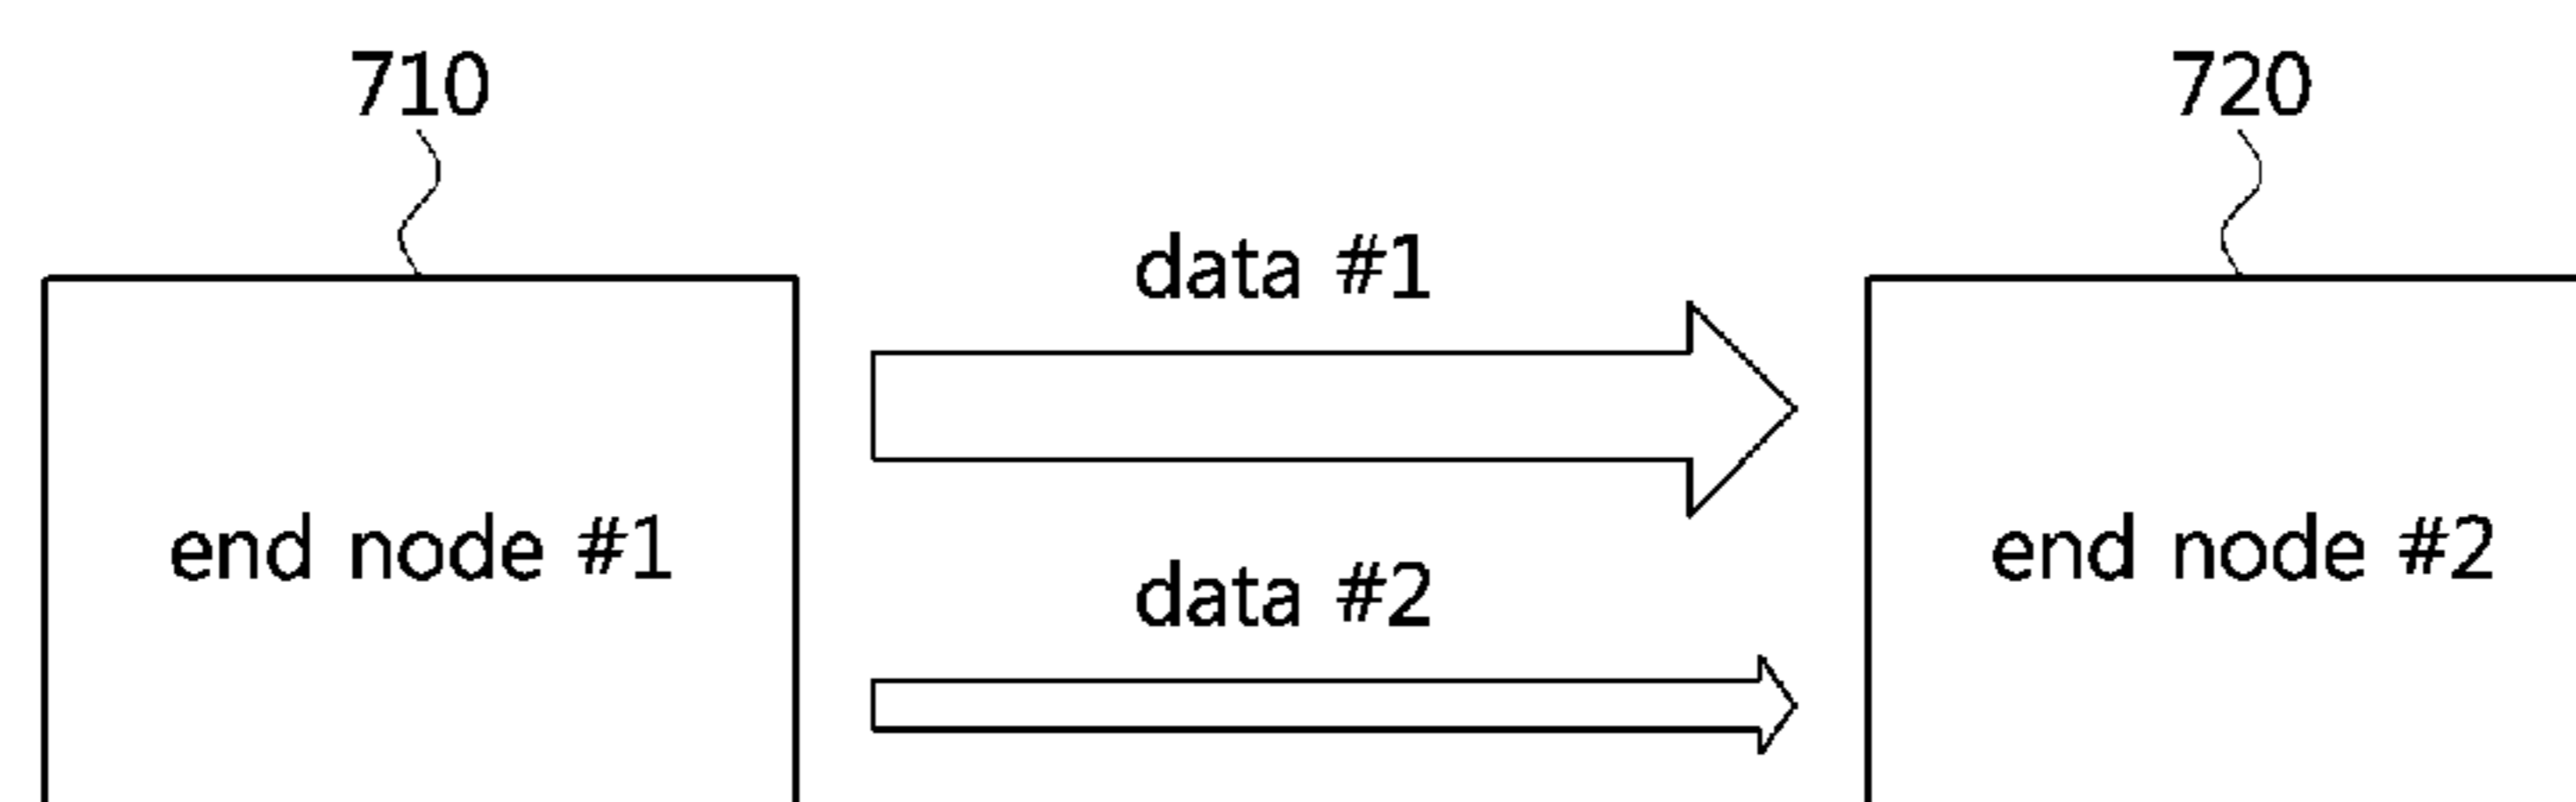 710
720
data #1
end node #1
end node #2
data #2